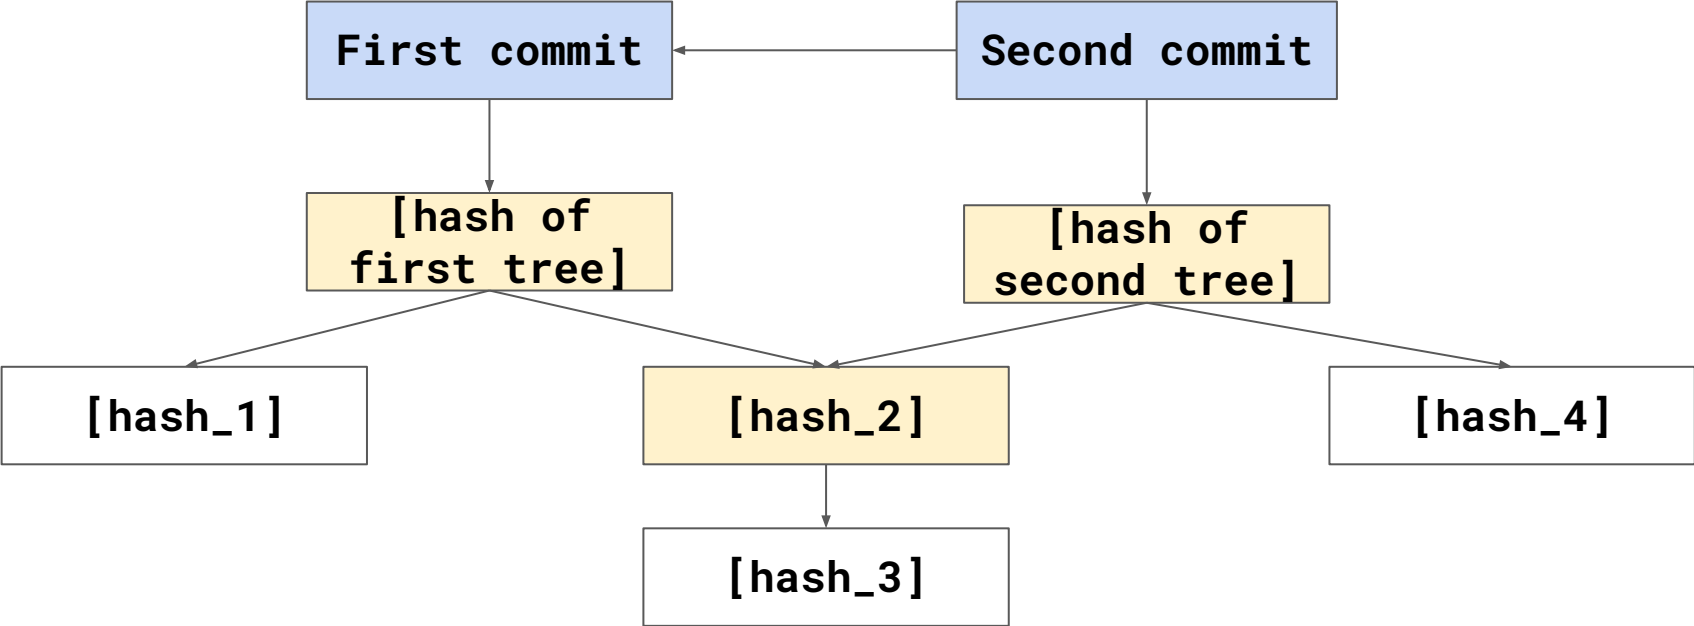 First commit
Second commit
[hash of
first tree]
[hash of
second tree]
[hash_1]
[hash_2]
[hash_4]
[hash_3]